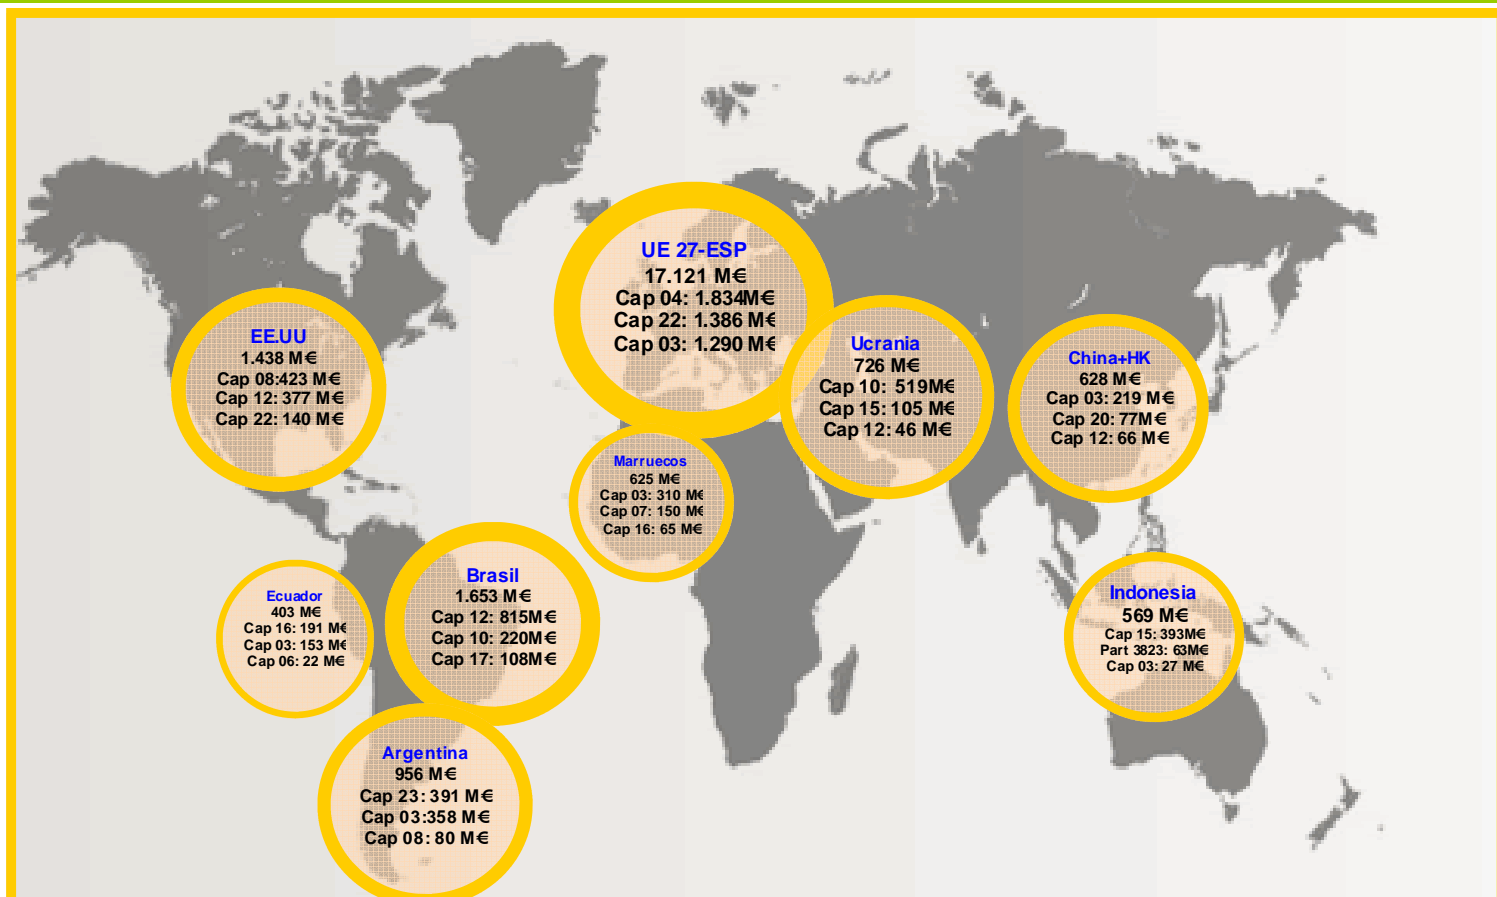 UE 27-ESP
17.121 M€
Cap 04: 1.834M€
Cap 22: 1.386 M€
Cap 03: 1.290 M€
EE.UU
1.438 M€
Cap 08:423 M€
Cap 12: 377 M€
Cap 22: 140 M€
Ucrania
726 M€
Cap 10: 519M€
Cap 15: 105 M€
Cap 12: 46 M€
China+HK
628 M€
Cap 03: 219 M€
Cap 20: 77M€
Cap 12: 66 M€
Marruecos
625 M€
Cap 03: 310 M€
Cap 07: 150 M€
Cap 16: 65 M€
Ecuador
403 M€
Cap 16: 191 M€
Cap 03: 153 M€
Cap 06: 22 M€
Brasil
1.653 M€
Cap 12: 815M€
Cap 10: 220M€
Cap 17: 108M€
Indonesia
569 M€
Cap 15: 393M€
Part 3823: 63M€
Cap 03: 27 M€
Argentina
956 M€
Cap 23: 391 M€
Cap 03:358 M€
Cap 08: 80 M€